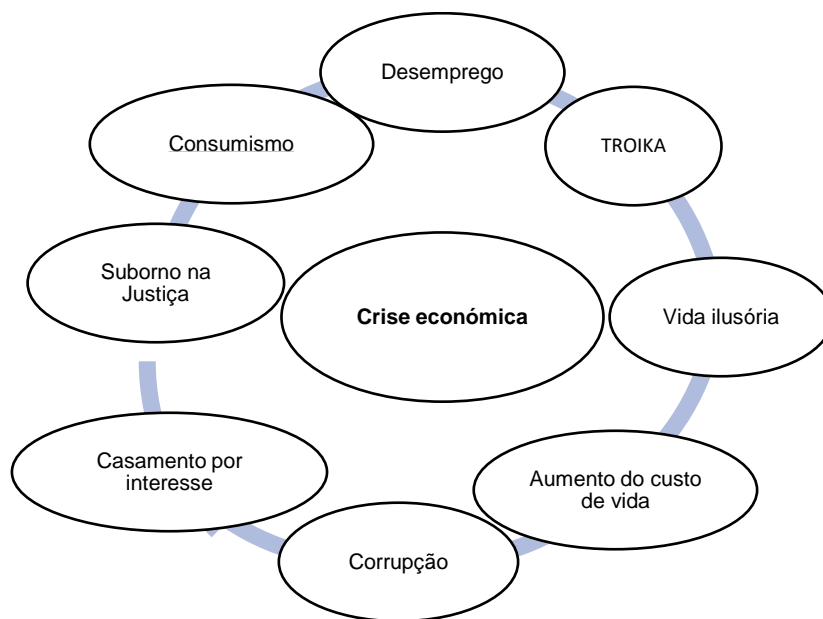 Desemprego
Consumismo
TROIKA
Suborno na
Justiça
Crise económica
Vida ilusória
Casamento por
interesse
Aumento do custo
de vida
Corrupção